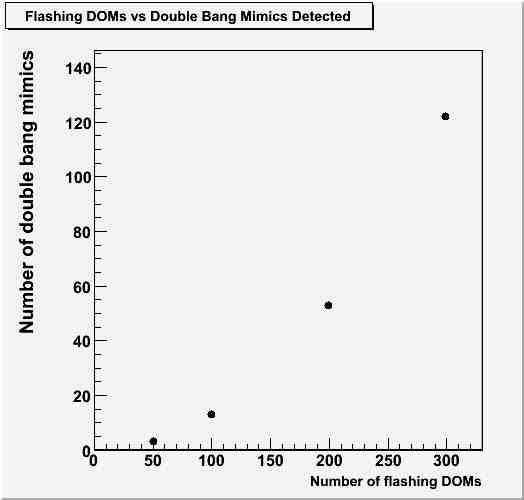 Flashing DOMs vs Double Bang Mimics Detected
Number of double bang mimics
140
120
100
80
60
40
20
0
0 50 100 150 200 250 300
Number of flashing DOMs